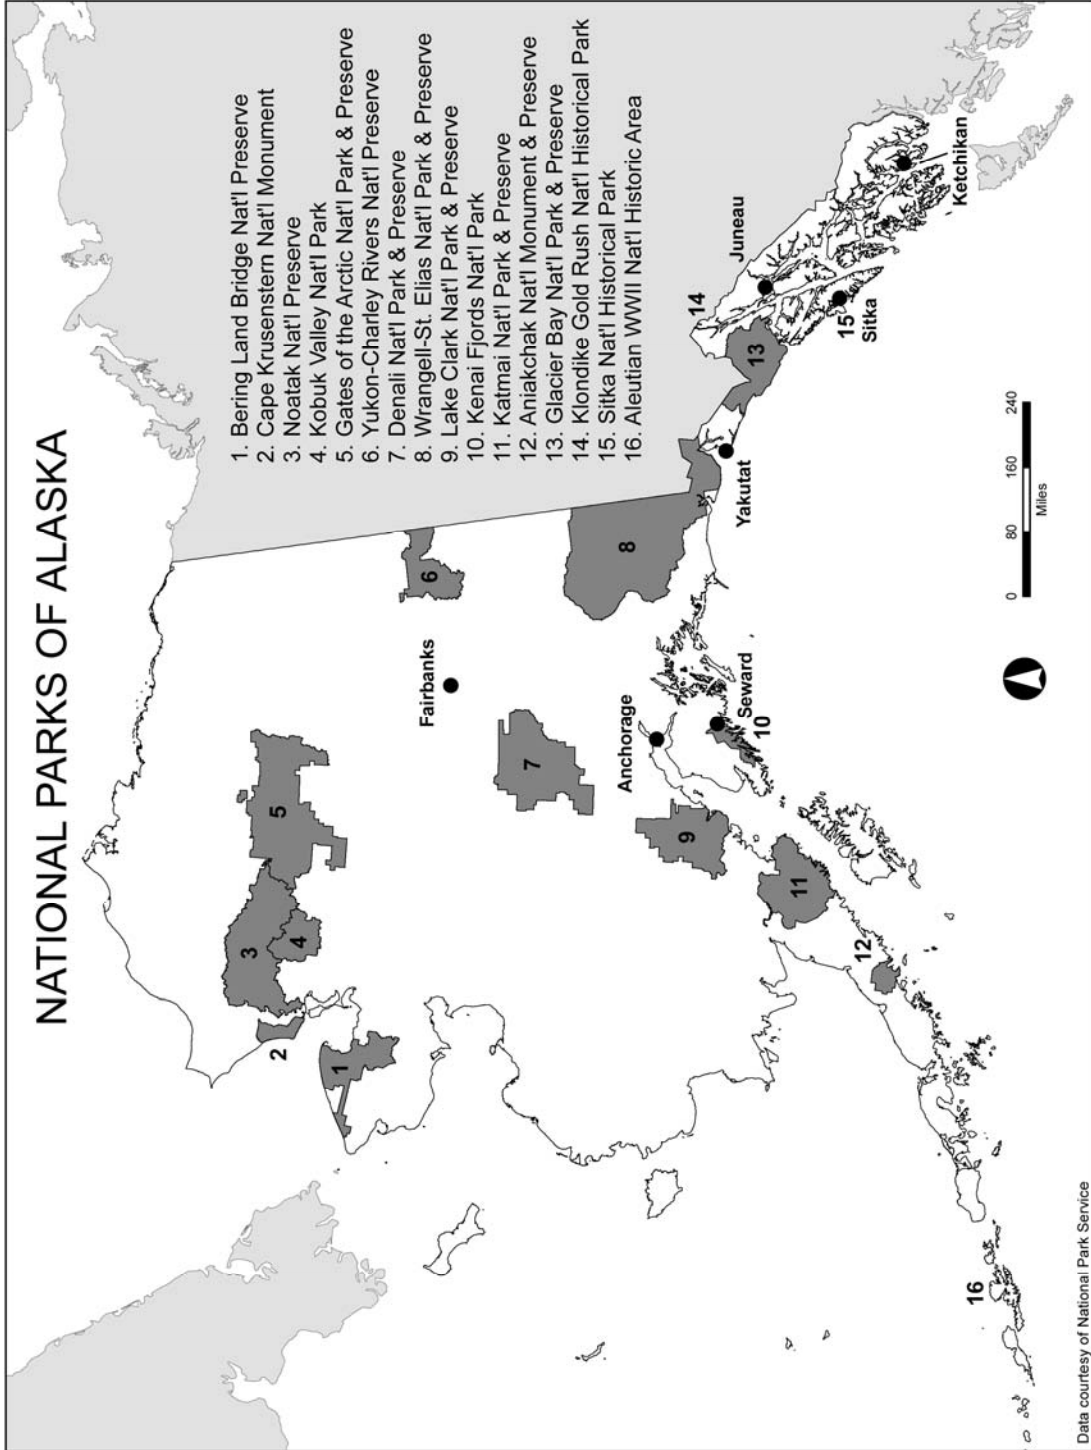 NATIONAL PARKS OF ALASKA
1. Bering Land Bridge Nat'l Preserve
2. Cape Krusenstern Nat'l Monument
3. Noatak Nat'l Preserve
4. Kobuk Valley Nat'l Park
5. Gates of the Arctic Nat'l Park & Preserve
6. Yukon-Charley Rivers Nat'l Preserve
7. Denali Nat'l Park & Preserve
8. Wrangell-St. Elias Nat'l Park & Preserve
9. Lake Clark Nat'l Park & Preserve
10. Kenai Fjords Nat'l Park
11. Katmai Nat'l Park & Preserve
12. Aniakchak Nat'l Monument & Preserve
13. Glacier Bay Nat'l Park & Preserve
14. Klondike Gold Rush Nat'l Historical Park
15. Sitka Nat'l Historical Park
16. Aleutian WWII Nat'l Historic Area
5
3
4
2
1
6
Fairbanks
7
8
Anchorage
9
Seward
10
Yakutat
14
13
Juneau
15
Sitka
Ketchikan
11
12
16
0 80 160 240
Miles
Data courtesy of National Park Service